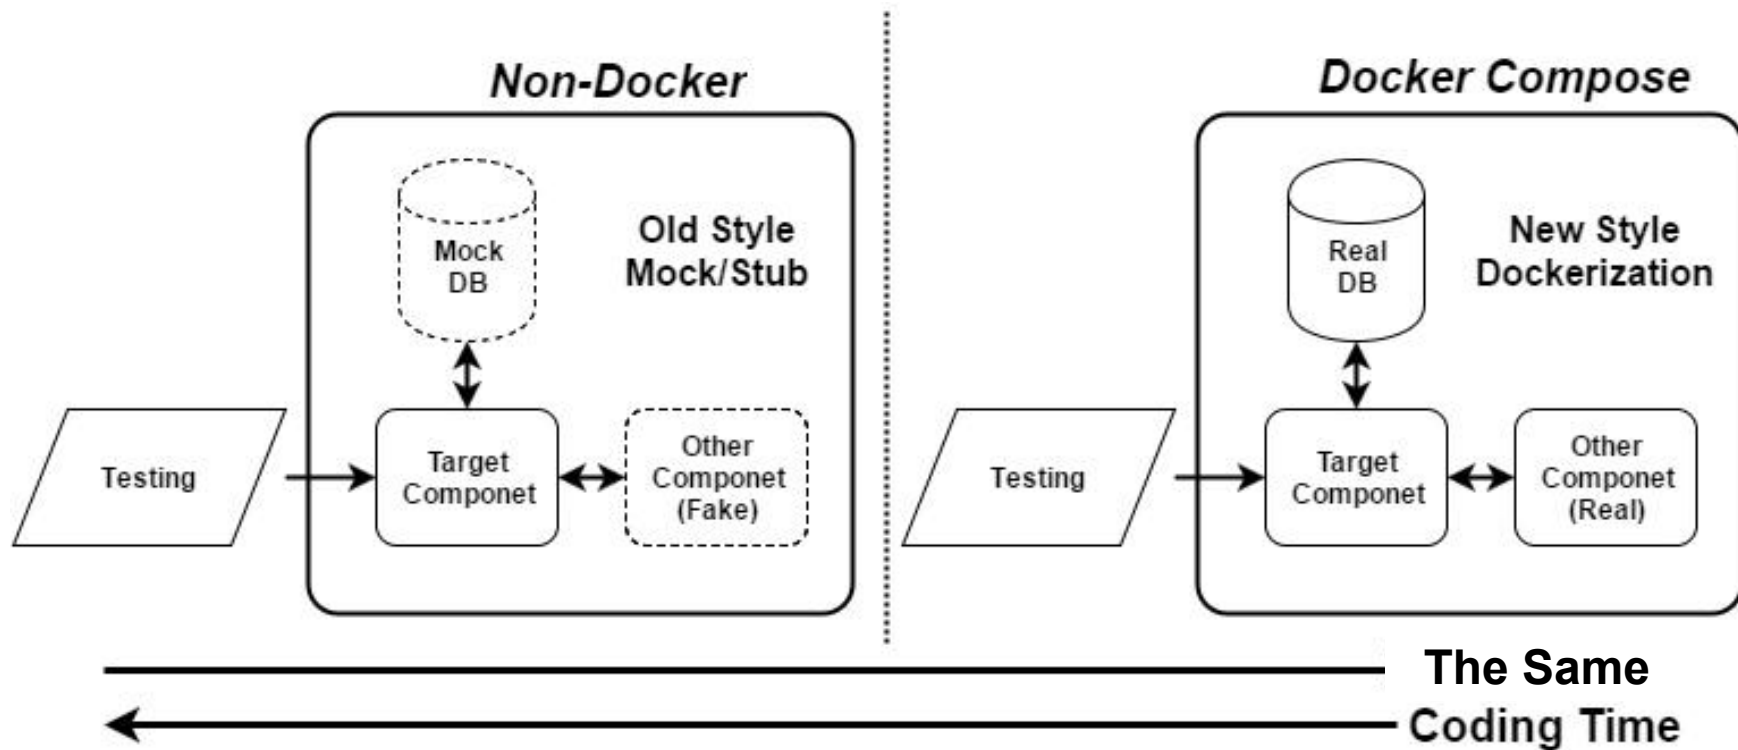 Non-Docker
Mock
DB
Old Style
Mock/Stub
Testing
Target
Componet
Other
Componet
(Fake)
Docker Compose
Real
DB
New Style
Dockerization
Testing
Target
Componet
Other
Componet
(Real)
The Same
Coding Time